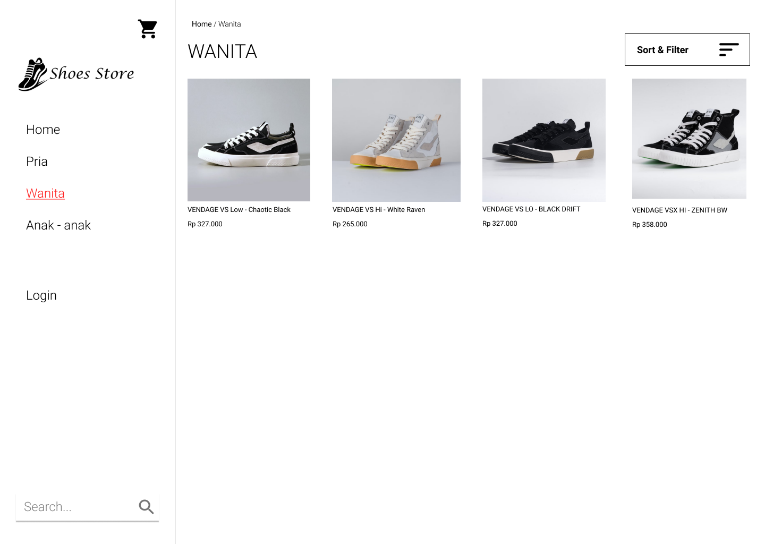 Shoes Store
Home
Pria
Wanita
Anak - anak
Login
Search...
Home / Wanita
WANITA
Sort & Filter
VENDAGE VS Low - Chaotic Black
Rp 327.000
VENDAGE VS Hi - White Raven
Rp 265.000
VENDAGE VS LO - BLACK DRIFT
Rp 327.000
VENDAGE VSX HI - ZENITH BW
Rp 358.000